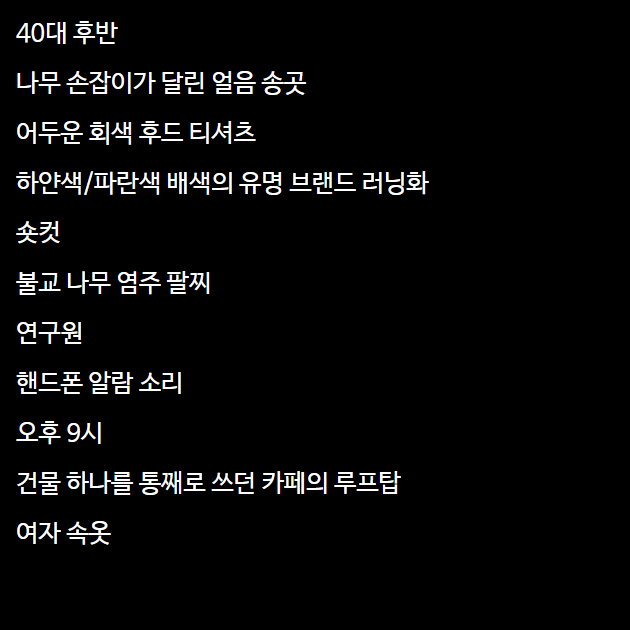 40대 후반
나무 손잡이가 달린 얼음 송곳
어두운 회색 후드 티셔츠
하얀색/파란색 배색의 유명 브랜드 러닝화
숏컷
불교 나무 염주 팔찌
연구원
핸드폰 알람 소리
오후 9시
건물 하나를 통째로 쓰던 카페의 루프탑
여자 속옷